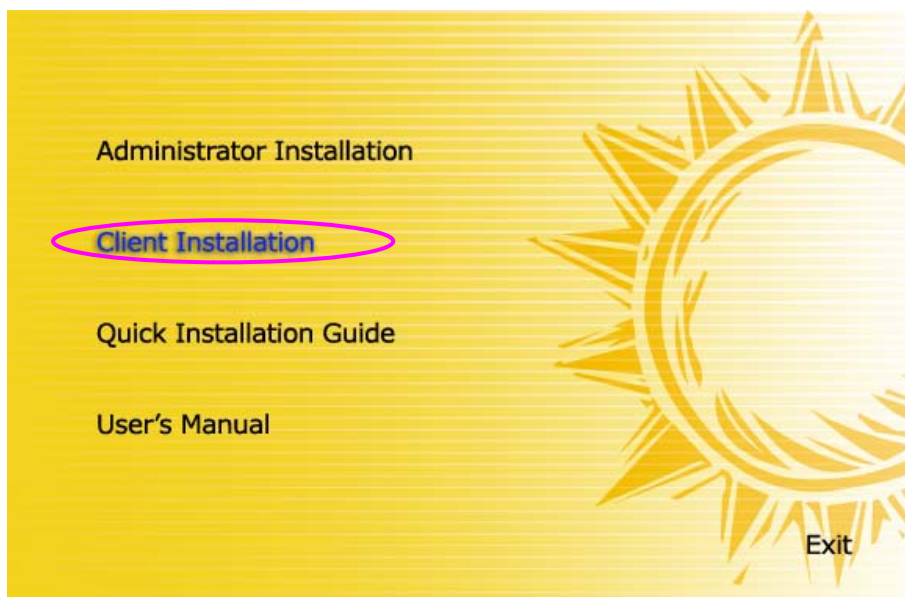 Administrator Installation
Client Installation
Quick Installation Guide
User's Manual
Exit